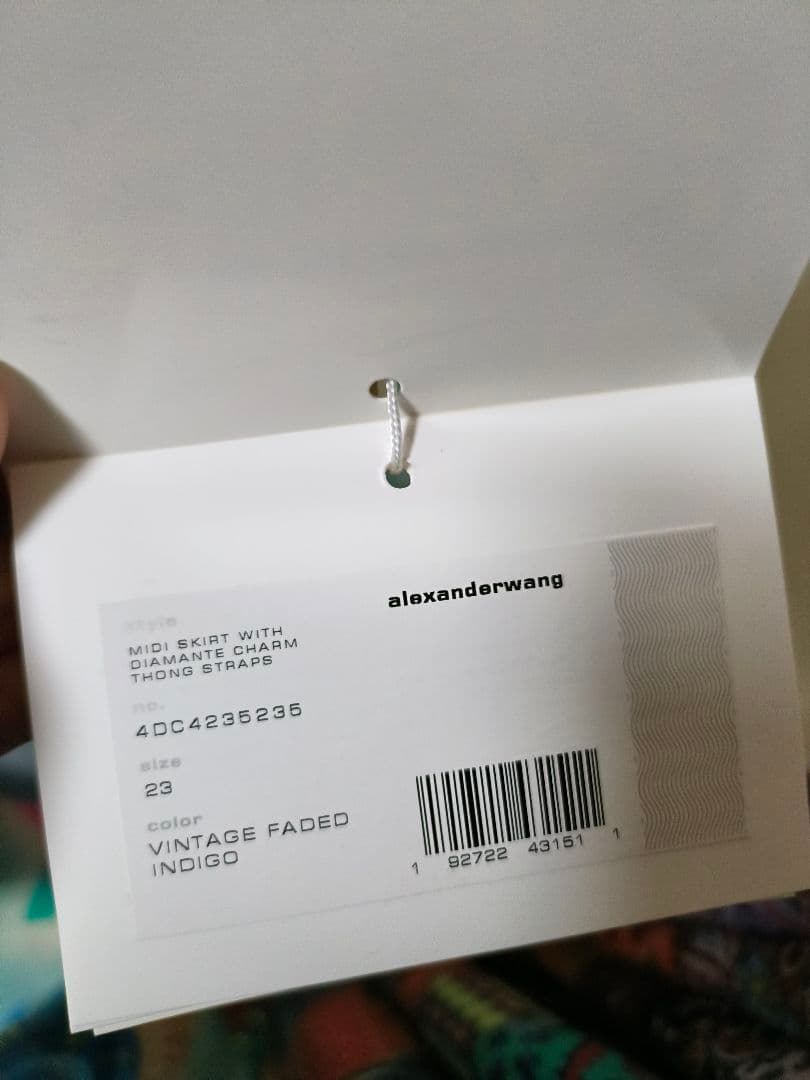 alexanderwang
style
MIDI SKIRT WITH
DIAMANTE CHARM
THONG STRAPS
no.
4DC4235235
size
23
color
VINTAGE FADED
INDIGO
1 92722 43151 1